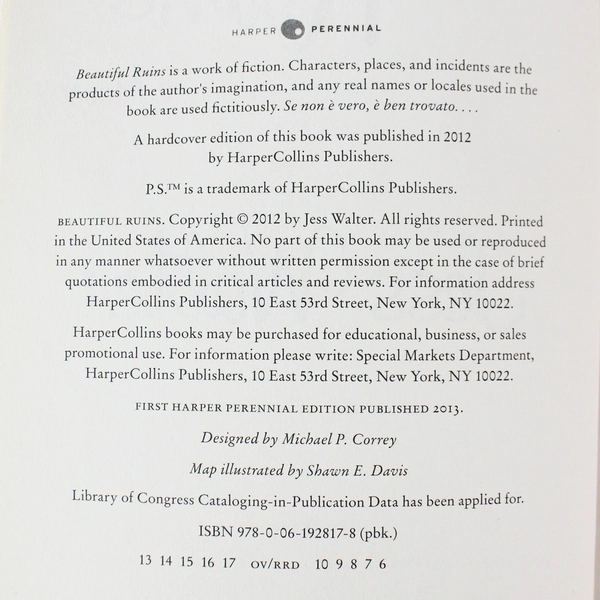 HARPER PERENNIAL
Beautiful Ruins is a work of fiction. Characters, places, and incidents are the
products of the author's imagination, and any real names or locales used in the
book are used fictitiously. Se non è vero, è ben trovato. . . .
A hardcover edition of this book was published in 2012
by HarperCollins Publishers.
P.S.™ is a trademark of HarperCollins Publishers.
BEAUTIFUL RUINS. Copyright © 2012 by Jess Walter. All rights reserved. Printed
in the United States of America. No part of this book may be used or reproduced
in any manner whatsoever without written permission except in the case of brief
quotations embodied in critical articles and reviews. For information address
HarperCollins Publishers, 10 East 53rd Street, New York, NY 10022.
HarperCollins books may be purchased for educational, business, or sales
promotional use. For information please write: Special Markets Department,
HarperCollins Publishers, 10 East 53rd Street, New York, NY 10022.
FIRST HARPER PERENNIAL EDITION PUBLISHED 2013.
Designed by Michael P. Correy
Map illustrated by Shawn E. Davis
Library of Congress Cataloging-in-Publication Data has been applied for.
ISBN 978-0-06-192817-8 (pbk.)
13 14 15 16 17 OV/RRD 10 9 8 7 6